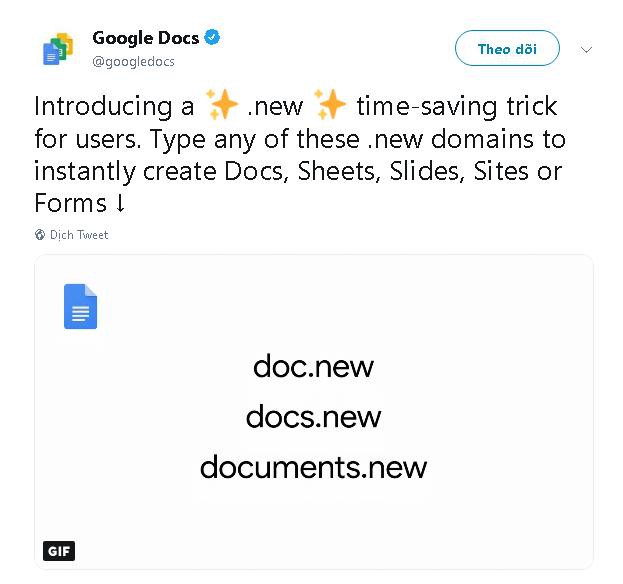 Google Docs
@googledocs
Theo dõi
Introducing a ✨ .new ✨ time-saving trick
for users. Type any of these .new domains to
instantly create Docs, Sheets, Slides, Sites or
Forms ↓
Dịch Tweet
doc.new
docs.new
documents.new
GIF